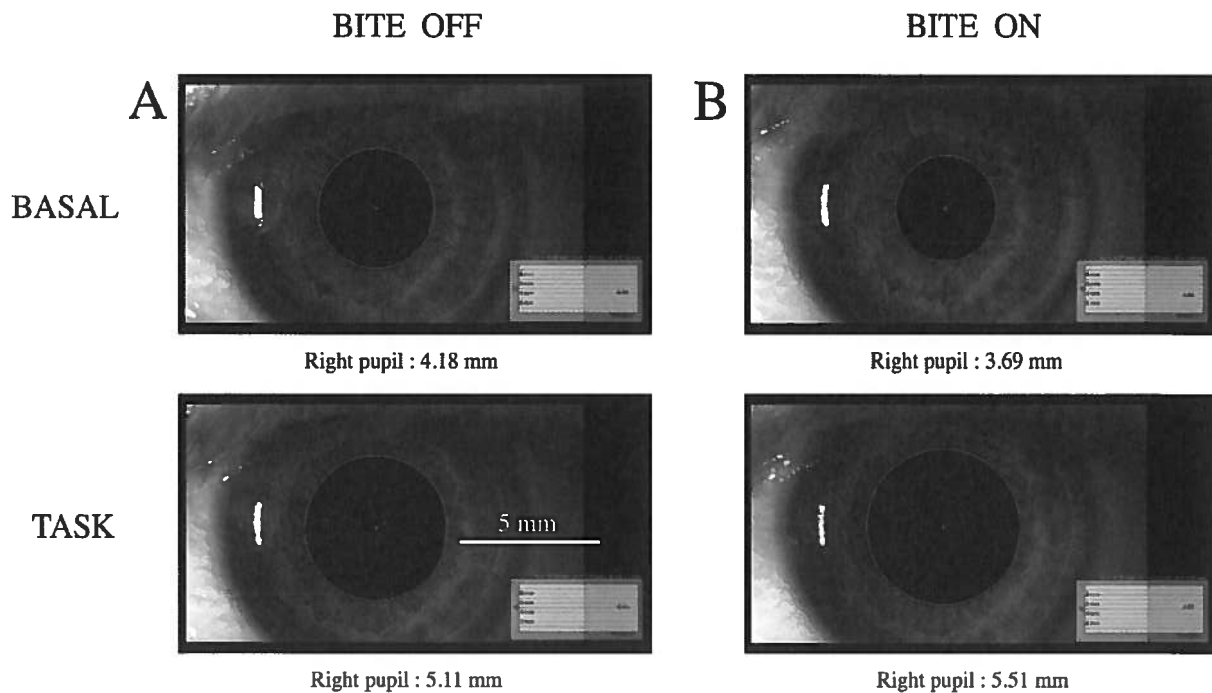 BITE OFF
BITE ON
A
B
BASAL
Right pupil : 4.18 mm
Right pupil : 3.69 mm
TASK
5 mm
Right pupil : 5.11 mm
Right pupil : 5.51 mm